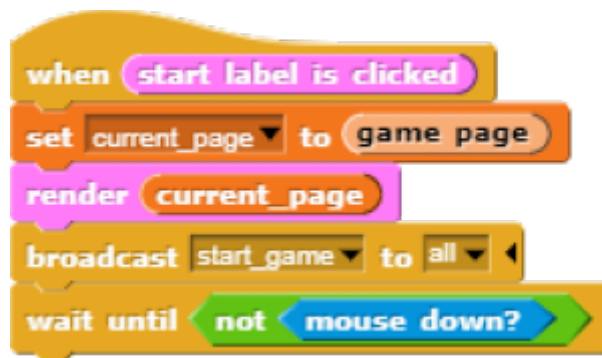 when start label is clicked
set current_page to game page
render current_page
broadcast start_game to all
wait until not mouse down?